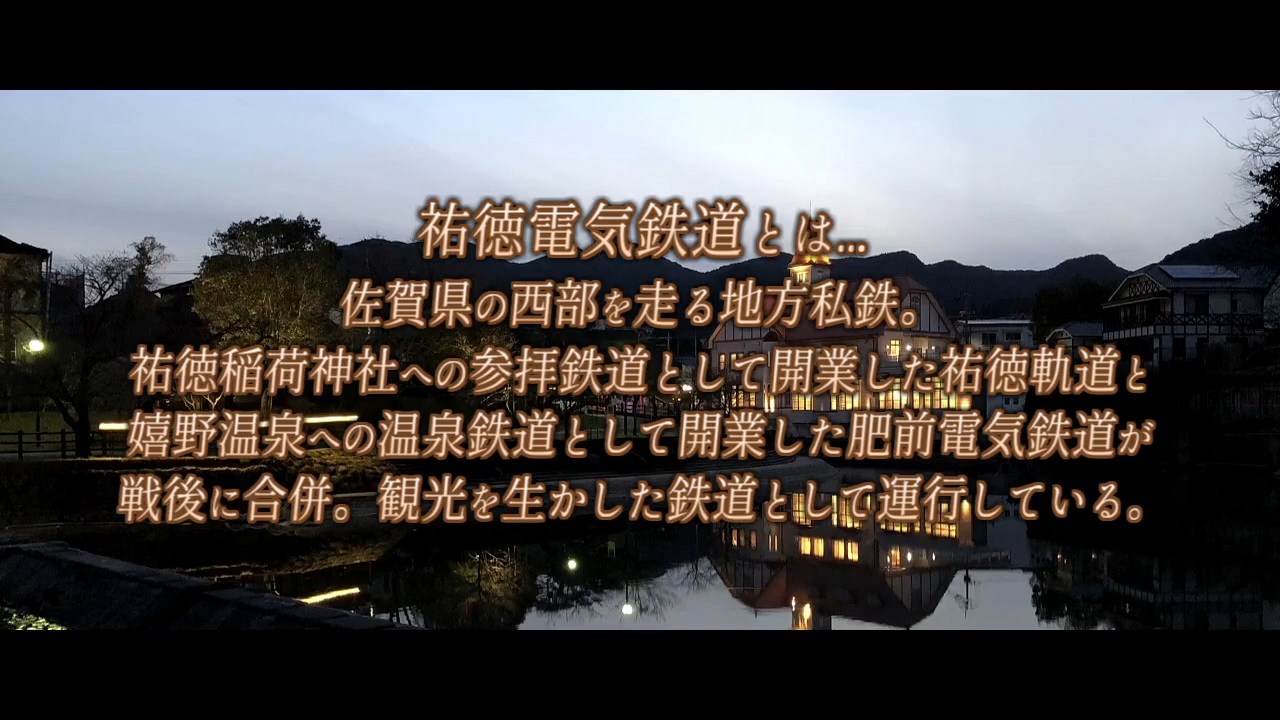 祐徳電気鉄道とは…
佐賀県の西部を走る地方私鉄。
祐徳稲荷神社への参拝鉄道として開業した祐徳軌道と
嬉野温泉への温泉鉄道として開業した肥前電気鉄道が
戦後に合併。観光を生かした鉄道として運行している。